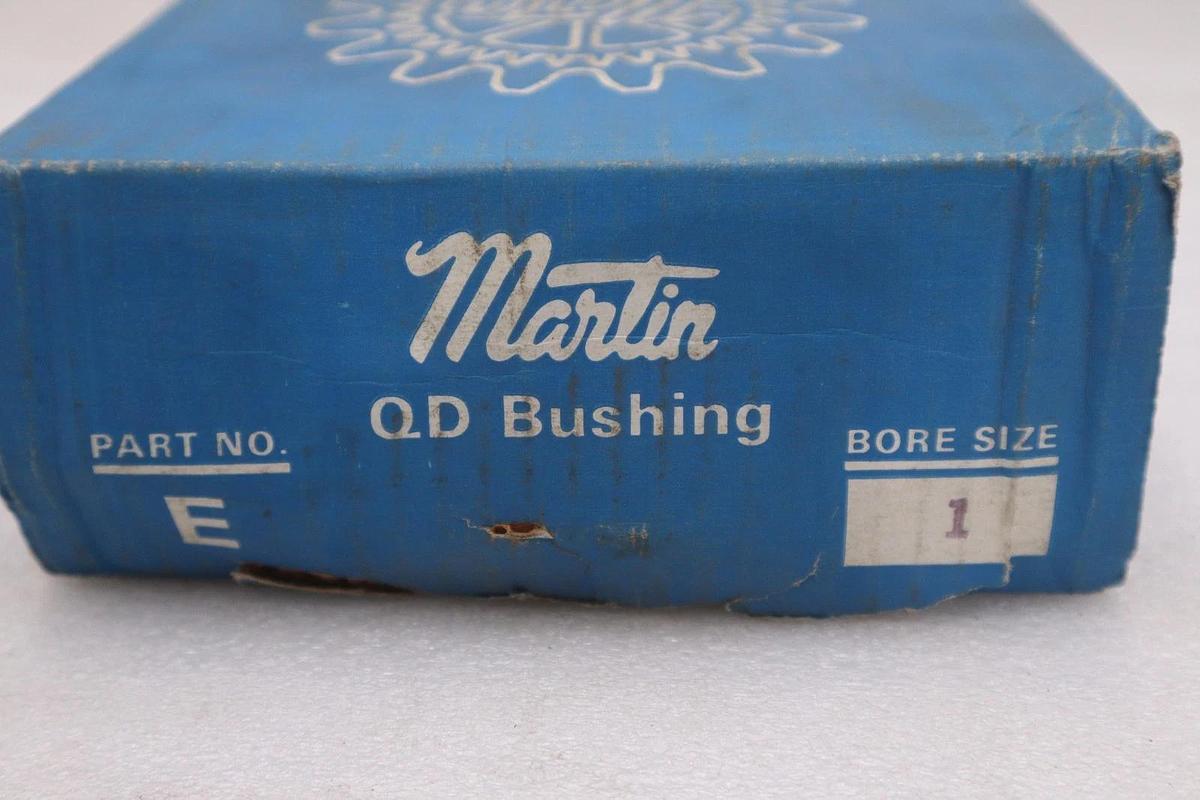 Martin
QD Bushing
PART NO.
E
BORE SIZE
1